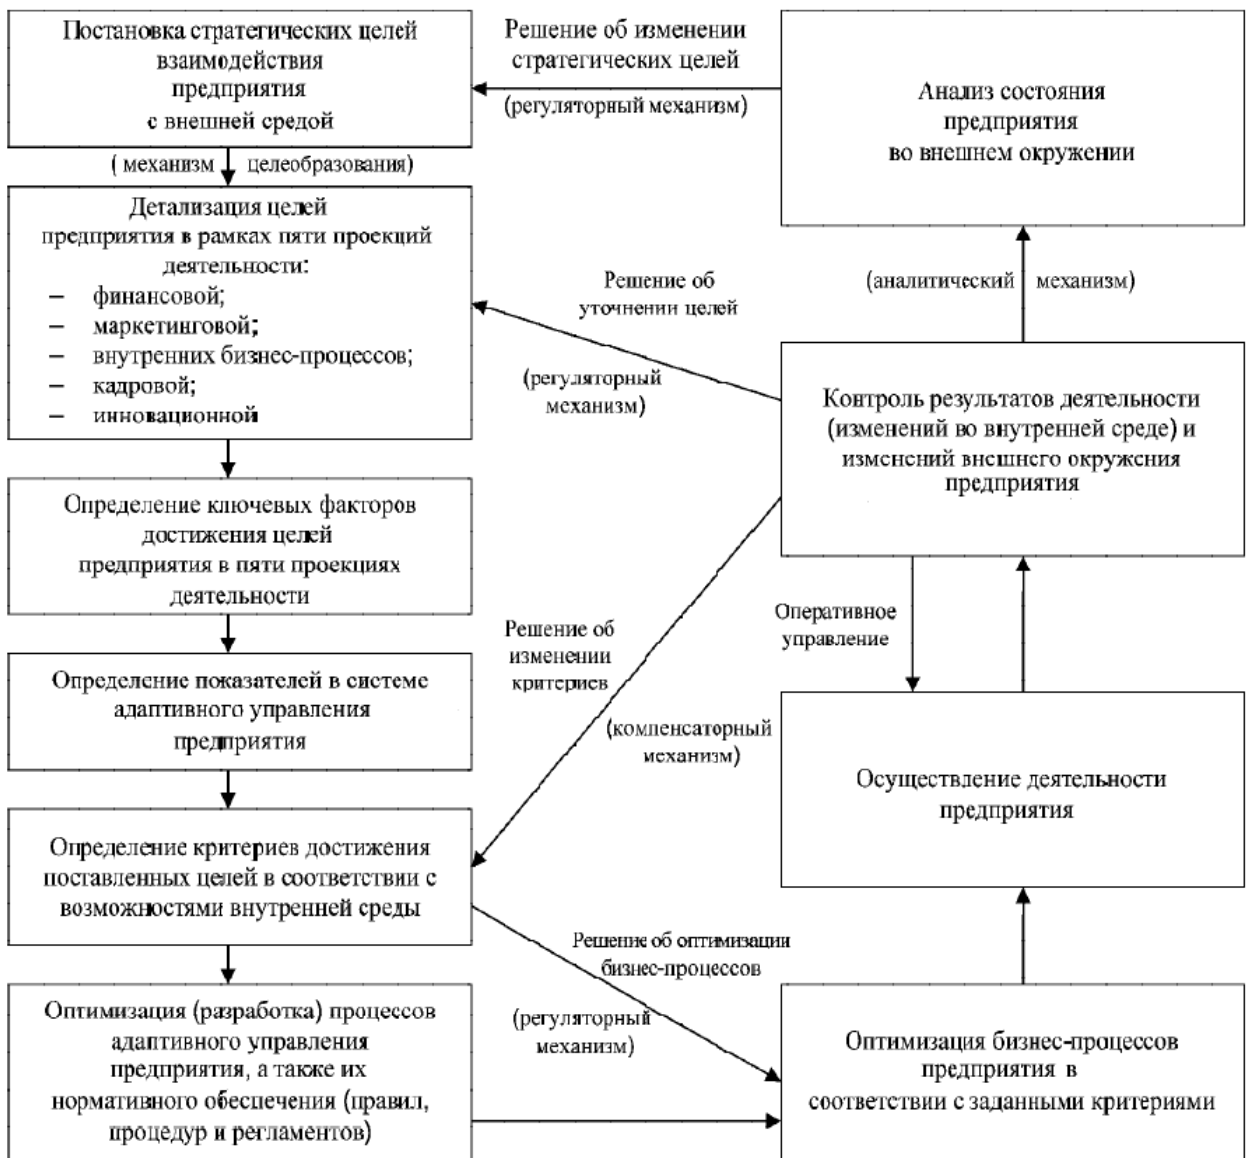 Постановка стратегических целей
взаимодействия
предприятия
с внешней средой
Решение об изменении
стратегических целей
(регуляторный механизм)
Анализ состояния
предприятия
во внешнем окружении
( механизм целеобразования)
Детализация целей
предприятия в рамках пяти проекций
деятельности:
– финансовой;
– маркетинговой;
– внутренних бизнес-процессов;
– кадровой;
– инновационной
Решение об
уточнении целей
(регуляторный
механизм)
(аналитический механизм)
Контроль результатов деятельности
(изменений во внутренней среде) и
изменений внешнего окружения
предприятия
Определение ключевых факторов
достижения целей
предприятия в пяти проекциях
деятельности
Решение об
изменении
критериев
(компенсаторный
механизм)
Оперативное
управление
Определение показателей в системе
адаптивного управления
предприятия
Осуществление деятельности
предприятия
Определение критериев достижения
поставленных целей в соответствии с
возможностями внутренней среды
Решение об оптимизации
бизнес-процессов
(регуляторный
механизм)
Оптимизация (разработка) процессов
адаптивного управления
предприятия, а также их
нормативного обеспечения (правил,
процедур и регламентов)
Оптимизация бизнес-процессов
предприятия в
соответствии с заданными критериями